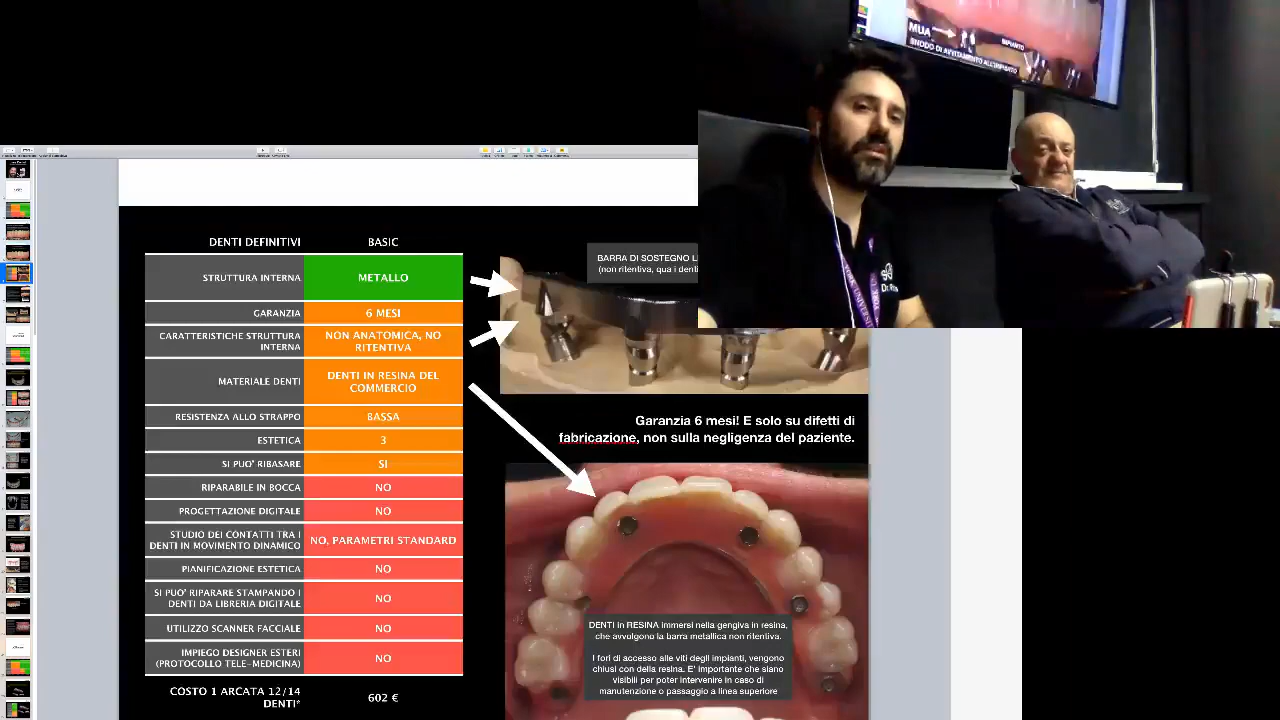 MUA
IMPIANTO
DENTI DEFINITIVI BASIC
STRUTTURA INTERNA METALLO
GARANZIA 6 MESI
CARATTERISTICHE STRUTTURA
INTERNA
NON ANATOMICA, NO
RITENTIVA
MATERIALE DENTI
DENTI IN RESINA DEL
COMMERCIO
RESISTENZA ALLO STRAPPO BASSA
ESTETICA 3
SI PUO' RIBASARE SI
RIPARABILE IN BOCCA NO
PROGETTAZIONE DIGITALE NO
STUDIO DEI CONTATTI TRA I
DENTI IN MOVIMENTO DINAMICO
NO, PARAMETRI STANDARD
PIANIFICAZIONE ESTETICA NO
SI PUO' RIPARARE STAMPANDO I
DENTI DA LIBRERIA DIGITALE
NO
UTILIZZO SCANNER FACCIALE NO
IMPIEGO DESIGNER ESTERI
(PROTOCOLLO TELE-MEDICINA)
NO
COSTO 1 ARCATA 12/14
DENTI*
602 €
BARRA DI SOSTEGNO
(non ritentiva, qua i denti
Garanzia 6 mesi! E solo su difetti di
fabricazione, non sulla negligenza del paziente.
DENTI in RESINA immersi nella gengiva in resina,
che avvolgono la barra metallica non ritentiva.
I fori di accesso alle viti degli impianti, vengono
chiusi con della resina. E' importante che siano
visibili per poter intervenire in caso di
manutenzione o passaggio a linea superiore